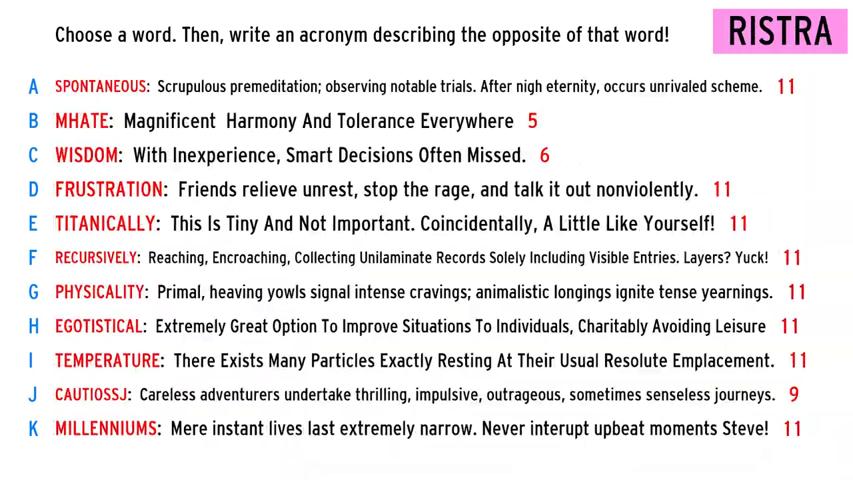 Choose a word. Then, write an acronym describing the opposite of that word!
RISTRA
A SPONTANEOUS: Scrupulous premeditation; observing notable trials. After nigh eternity, occurs unrivaled scheme. 11
B MHATE: Magnificent Harmony And Tolerance Everywhere 5
C WISDOM: With Inexperience, Smart Decisions Often Missed. 6
D FRUSTRATION: Friends relieve unrest, stop the rage, and talk it out nonviolently. 11
E TITANICALLY: This Is Tiny And Not Important. Coincidentally, A Little Like Yourself! 11
F RECURSIVELY: Reaching, Encroaching, Collecting Unilaminate Records Solely Including Visible Entries. Layers? Yuck! 11
G PHYSICALITY: Primal, heaving yowls signal intense cravings; animalistic longings ignite tense yearnings. 11
H EGOTISTICAL: Extremely Great Option To Improve Situations To Individuals, Charitably Avoiding Leisure 11
I TEMPERATURE: There Exists Many Particles Exactly Resting At Their Usual Resolute Emplacement. 11
J CAUTIOSSJ: Careless adventurers undertake thrilling, impulsive, outrageous, sometimes senseless journeys. 9
K MILLENNIUMS: Mere instant lives last extremely narrow. Never interupt upbeat moments Steve! 11